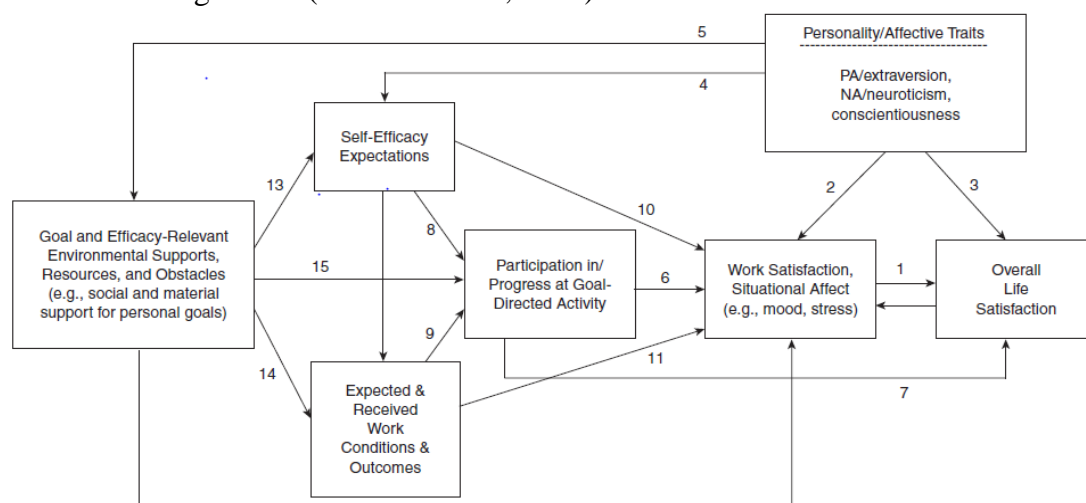 5
Personality/Affective Traits
PA/extraversion,
NA/neuroticism,
conscientiousness
4
Self-Efficacy
Expectations
13
2
3
10
8
Goal and Efficacy-Relevant
Environmental Supports,
Resources, and Obstacles
(e.g., social and material
support for personal goals)
15
Participation in/
Progress at Goal-
Directed Activity
6
Work Satisfaction,
Situational Affect
(e.g., mood, stress)
1
Overall
Life
Satisfaction
9
14
11
7
Expected &
Received
Work
Conditions &
Outcomes